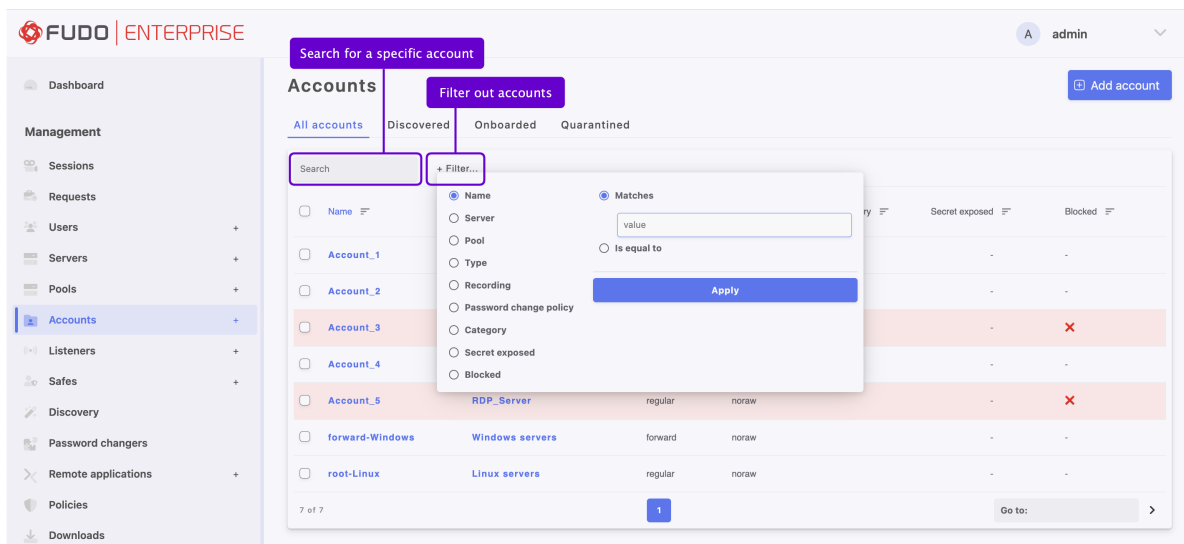 FUDO ENTERPRISE
A admin
Search for a specific account
Dashboard
Accounts
Filter out accounts
Add account
Management
All accounts Discovered Onboarded Quarantined
Sessions
Search + Filter...
Requests
Name Matches
Name ry Secret exposed Blocked
Server value
Users +
Pool Is equal to
Servers +
Account_1 - -
Type
Pools +
Recording Apply
Account_2 - -
Password change policy
Accounts +
Account_3 -
Category
Listeners +
Secret exposed
Account_4 - -
Blocked
Safes +
Account_5 RDP_Server regular noraw -
Discovery
forward-Windows Windows servers forward noraw - -
Password changers
Remote applications +
root-Linux Linux servers regular noraw - -
Policies
7 of 7 1 Go to:
Downloads